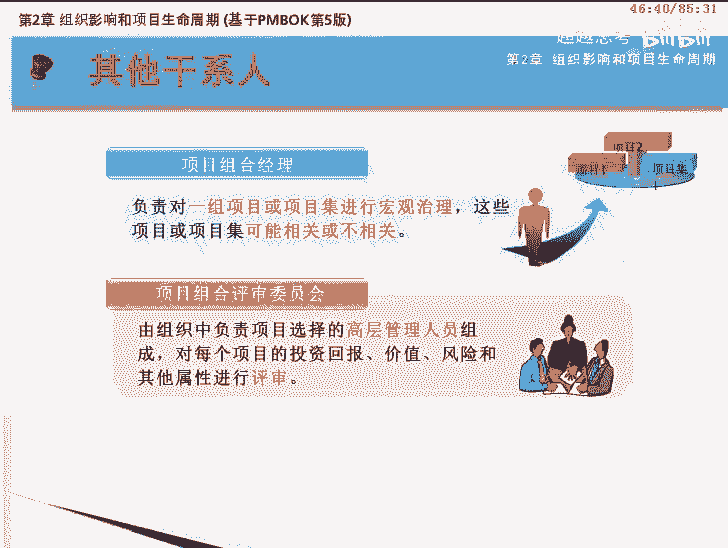 46:40/85:31
第2章 组织影响和项目生命周期 (基于PMBOK第5版)
bilibili
第2章 组织影响和项目生命周期
其他干系人
项目组合经理
负责对一组项目或项目集进行宏观治理，这些
项目或项目集可能相关或不相关。
项目2
项目集
项目组合评审委员会
由组织中负责项目选择的高层管理人员组
成，对每个项目的投资回报、价值、风险和
其他属性进行评审。